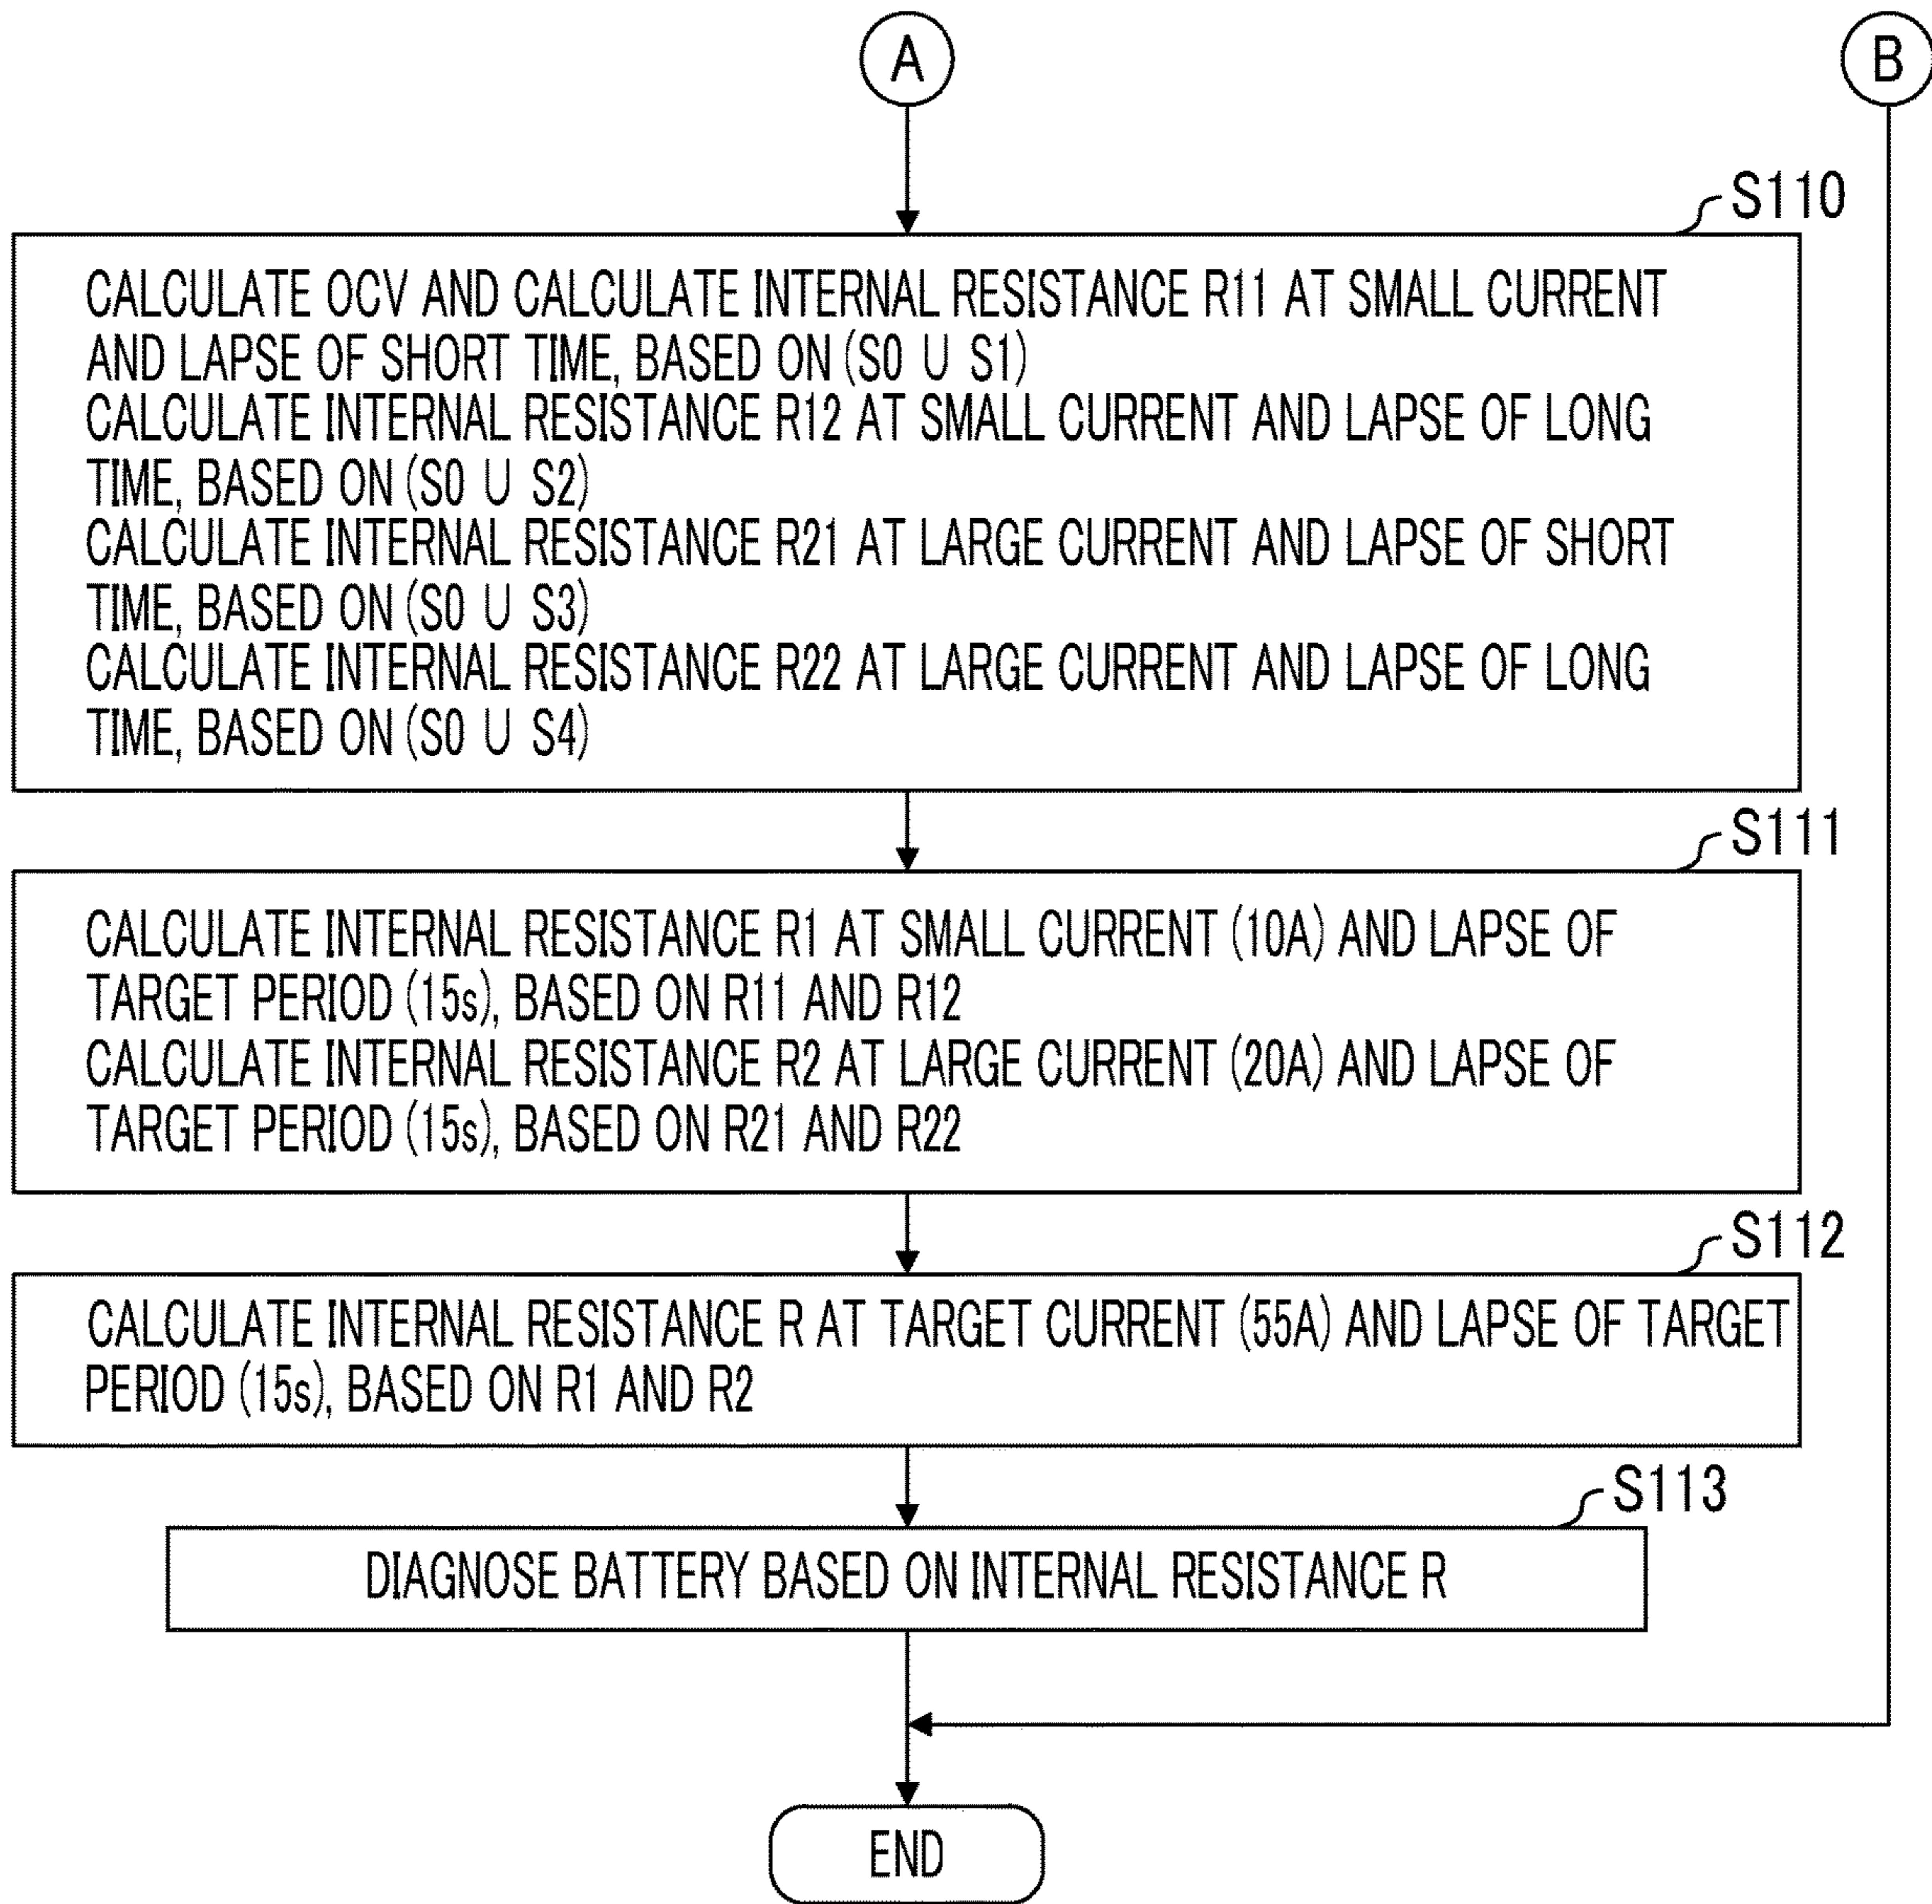 A
B
S110
CALCULATE OCV AND CALCULATE INTERNAL RESISTANCE R11 AT SMALL CURRENT
AND LAPSE OF SHORT TIME, BASED ON (S0 ∪ S1)
CALCULATE INTERNAL RESISTANCE R12 AT SMALL CURRENT AND LAPSE OF LONG
TIME, BASED ON (S0 ∪ S2)
CALCULATE INTERNAL RESISTANCE R21 AT LARGE CURRENT AND LAPSE OF SHORT
TIME, BASED ON (S0 ∪ S3)
CALCULATE INTERNAL RESISTANCE R22 AT LARGE CURRENT AND LAPSE OF LONG
TIME, BASED ON (S0 ∪ S4)
S111
CALCULATE INTERNAL RESISTANCE R1 AT SMALL CURRENT (10A) AND LAPSE OF
TARGET PERIOD (15s), BASED ON R11 AND R12
CALCULATE INTERNAL RESISTANCE R2 AT LARGE CURRENT (20A) AND LAPSE OF
TARGET PERIOD (15s), BASED ON R21 AND R22
S112
CALCULATE INTERNAL RESISTANCE R AT TARGET CURRENT (55A) AND LAPSE OF TARGET
PERIOD (15s), BASED ON R1 AND R2
S113
DIAGNOSE BATTERY BASED ON INTERNAL RESISTANCE R
END